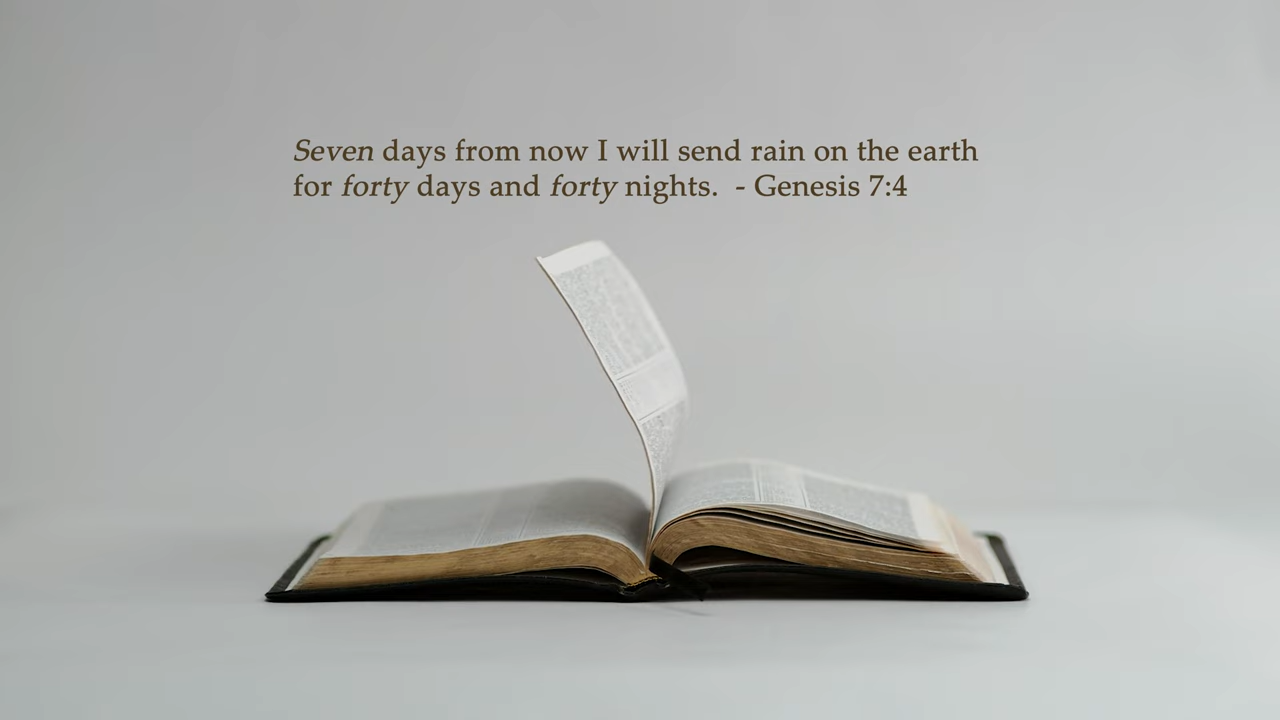 Seven days from now I will send rain on the earth
for forty days and forty nights.  - Genesis 7:4